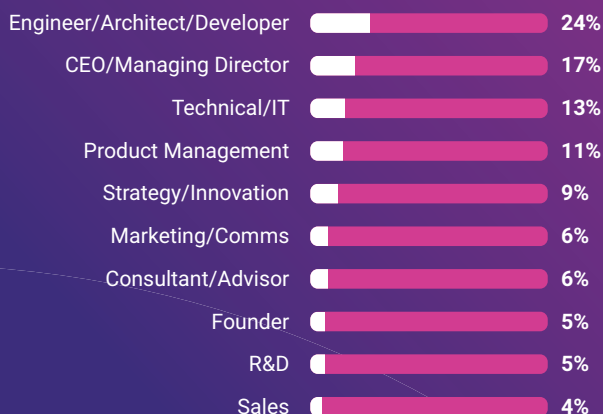 Engineer/Architect/Developer 24%
CEO/Managing Director 17%
Technical/IT 13%
Product Management 11%
Strategy/Innovation 9%
Marketing/Comms 6%
Consultant/Advisor 6%
Founder 5%
R&D 5%
Sales 4%